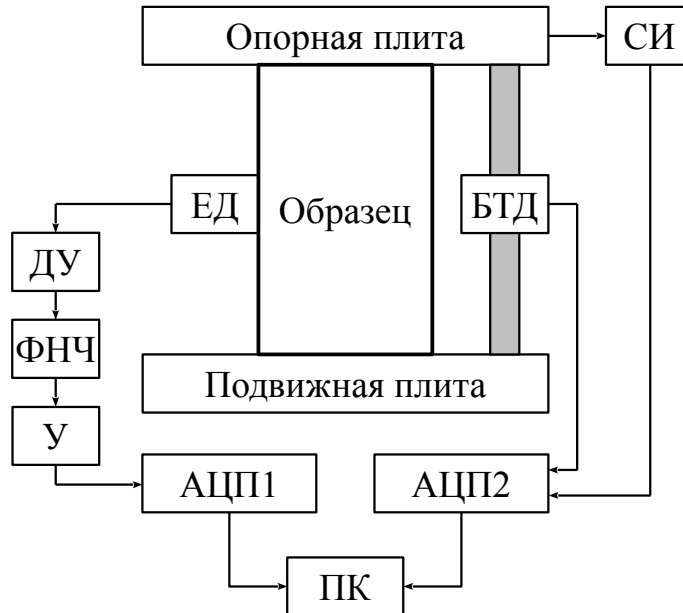 Опорная плита
СИ
ЕД
Образец
БТД
ДУ
ФНЧ
Подвижная плита
У
АЦП1
АЦП2
ПК